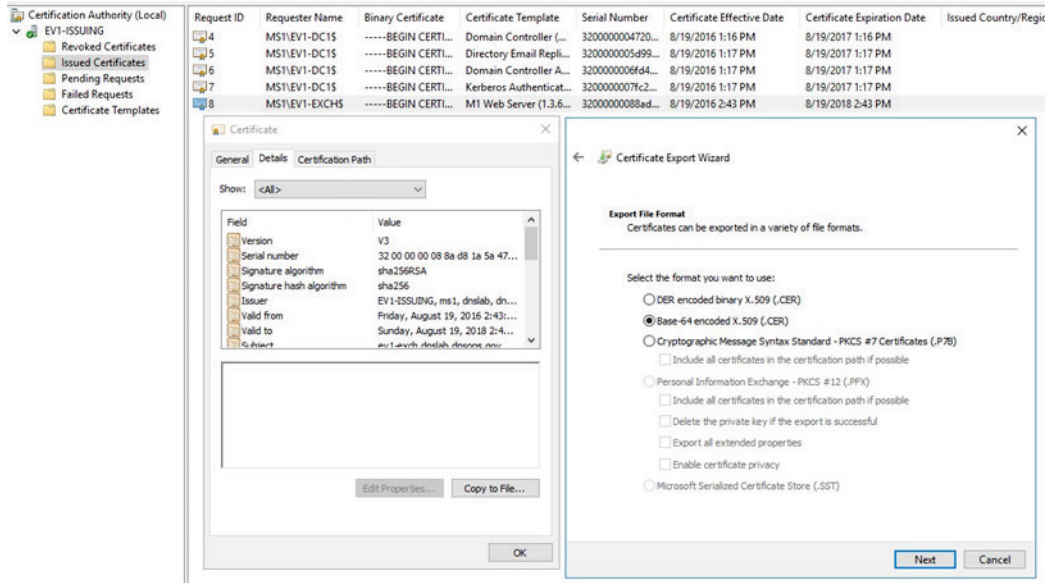 Certification Authority (Local)
EV1-ISSUING
Revoked Certificates
Issued Certificates
Pending Requests
Failed Requests
Certificate Templates
Request ID Requester Name Binary Certificate Certificate Template Serial Number Certificate Effective Date Certificate Expiration Date Issued Country/Regio
4 MS1\EV1-DC1$ -----BEGIN CERTI... Domain Controller (... 3200000004720... 8/19/2016 1:16 PM 8/19/2017 1:16 PM
5 MS1\EV1-DC1$ -----BEGIN CERTI... Directory Email Repli... 3200000005d99... 8/19/2016 1:17 PM 8/19/2017 1:17 PM
6 MS1\EV1-DC1$ -----BEGIN CERTI... Domain Controller A... 3200000006fd4... 8/19/2016 1:17 PM 8/19/2017 1:17 PM
7 MS1\EV1-DC1$ -----BEGIN CERTI... Kerberos Authenticat... 3200000007fc2... 8/19/2016 1:17 PM 8/19/2017 1:17 PM
8 MS1\EV1-EXCH$ -----BEGIN CERTI... M1 Web Server (1.3.6... 32000000088ad... 8/19/2016 2:43 PM 8/19/2018 2:43 PM
Certificate
General Details Certification Path
Show: <All>
Field Value
Version V3
Serial number 32 00 00 00 08 8a d8 1a 5a 47...
Signature algorithm sha256RSA
Signature hash algorithm sha256
Issuer EV1-ISSUING, ms1, dnslab, dn...
Valid from Friday, August 19, 2016 2:43:...
Valid to Sunday, August 19, 2018 2:4...
Subject ev1-exch.dnslab.dnsops.gov
Edit Properties... Copy to File...
OK
Certificate Export Wizard
Export File Format
Certificates can be exported in a variety of file formats.
Select the format you want to use:
DER encoded binary X.509 (.CER)
Base-64 encoded X.509 (.CER)
Cryptographic Message Syntax Standard - PKCS #7 Certificates (.P7B)
Include all certificates in the certification path if possible
Personal Information Exchange - PKCS #12 (.PFX)
Include all certificates in the certification path if possible
Delete the private key if the export is successful
Export all extended properties
Enable certificate privacy
Microsoft Serialized Certificate Store (.SST)
Next Cancel